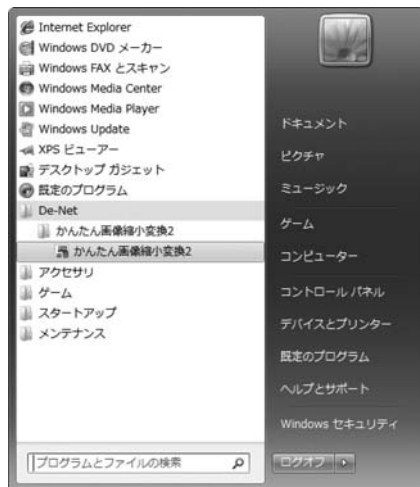 Internet Explorer
Windows DVD メーカー
Windows FAX とスキャン
Windows Media Center
Windows Media Player
Windows Update
XPS ビューアー
デスクトップ ガジェット
既定のプログラム
De-Net
かんたん画像縮小変換2
かんたん画像縮小変換2
アクセサリ
ゲーム
スタートアップ
メンテナンス
プログラムとファイルの検索
ドキュメント
ピクチャ
ミュージック
ゲーム
コンピューター
コントロール パネル
デバイスとプリンター
既定のプログラム
ヘルプとサポート
Windows セキュリティ
ログオフ